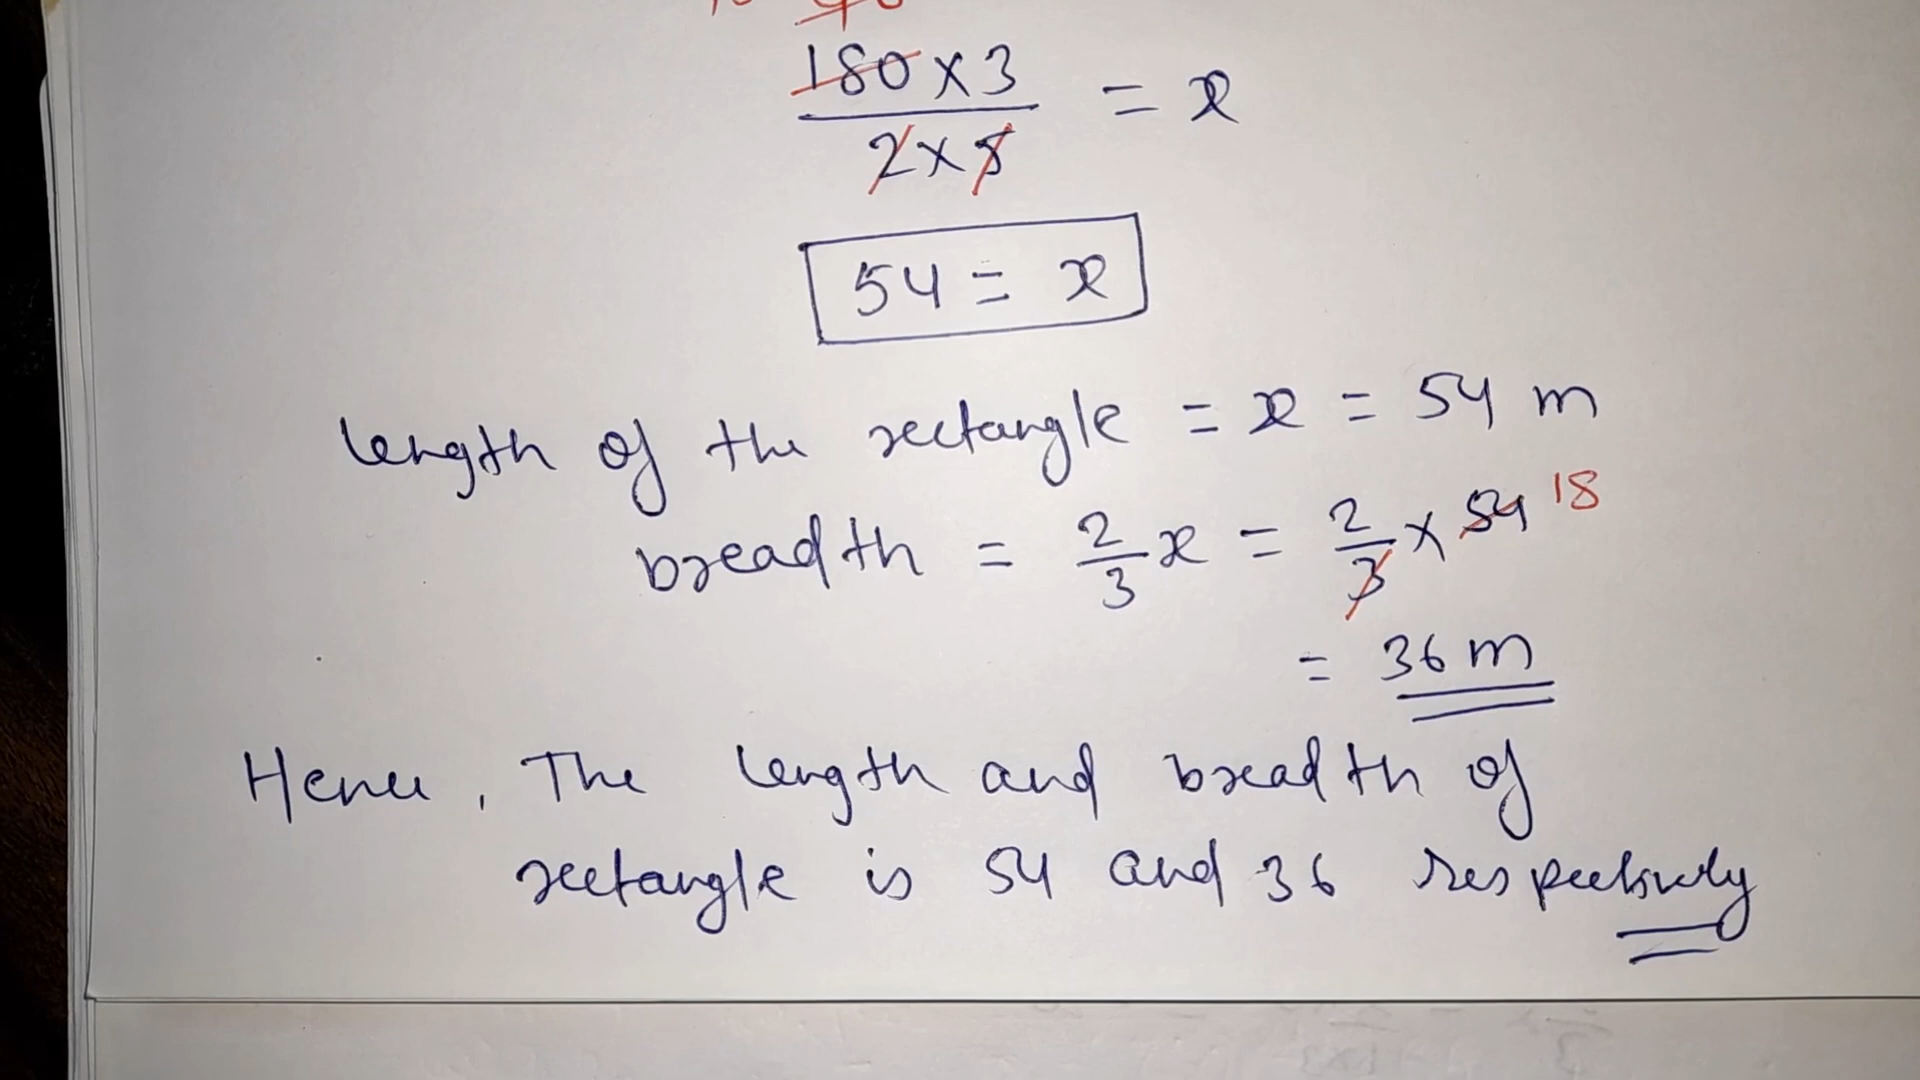 180 × 3 / 2 × 5 = x
54 = x
length of the rectangle = x = 54 m
breadth = 2/3 x = 2/3 × 54 18
= 36 m
Hence, The length and breadth of
rectangle is 54 and 36 respectively